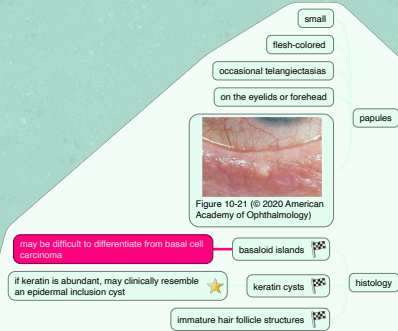 small
flesh-colored
occasional telangiectasias
on the eyelids or forehead
papules
Figure 10-21 (© 2020 American
Academy of Ophthalmology)
may be difficult to differentiate from basal cell
carcinoma
basaloid islands
if keratin is abundant, may clinically resemble
an epidermal inclusion cyst
keratin cysts
histology
immature hair follicle structures